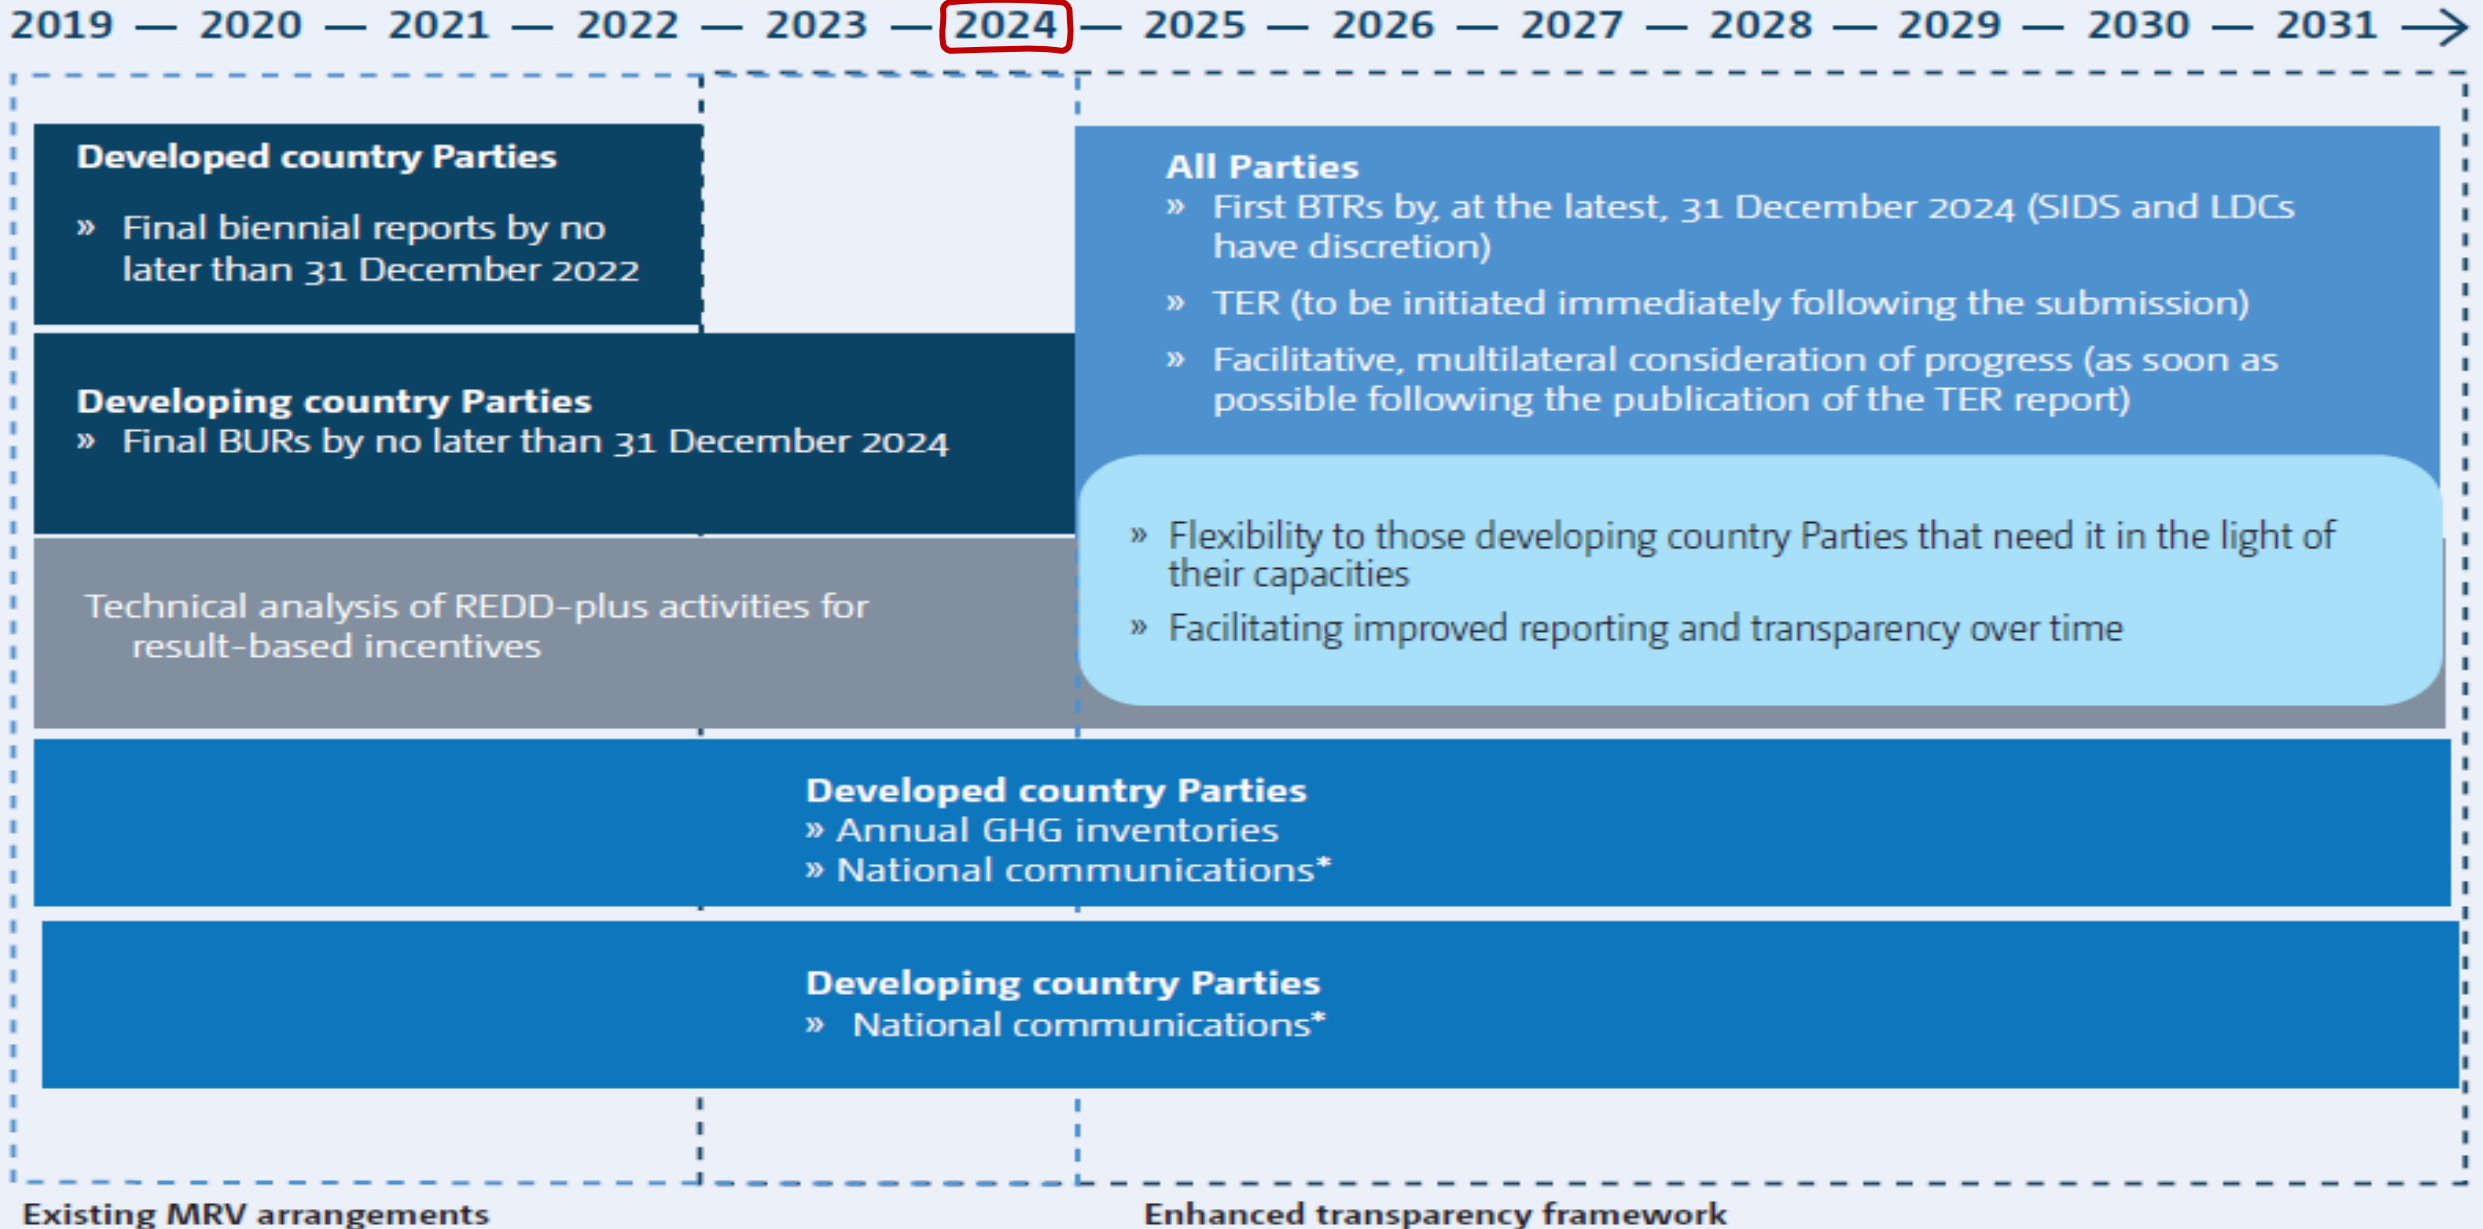 2019 — 2020 — 2021 — 2022 — 2023 — 2024 — 2025 — 2026 — 2027 — 2028 — 2029 — 2030 — 2031
Developed country Parties
» Final biennial reports by no
later than 31 December 2022
Developing country Parties
» Final BURs by no later than 31 December 2024
Technical analysis of REDD-plus activities for
result-based incentives
All Parties
» First BTRs by, at the latest, 31 December 2024 (SIDS and LDCs
have discretion)
» TER (to be initiated immediately following the submission)
» Facilitative, multilateral consideration of progress (as soon as
possible following the publication of the TER report)
» Flexibility to those developing country Parties that need it in the light of
their capacities
» Facilitating improved reporting and transparency over time
Developed country Parties
» Annual GHG inventories
» National communications*
Developing country Parties
» National communications*
Existing MRV arrangements
Enhanced transparency framework